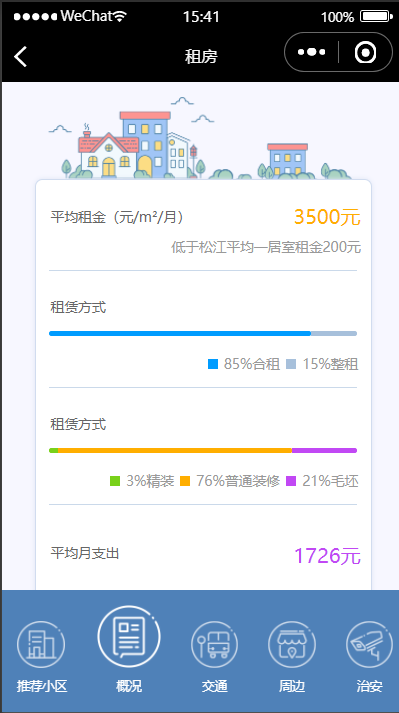 WeChat 15:41 100%
租房
平均租金（元/m²/月） 3500元
低于松江平均一居室租金200元
租赁方式
85%合租 15%整租
租赁方式
3%精装 76%普通装修 21%毛坯
平均月支出 1726元
推荐小区 概况 交通 周边 治安